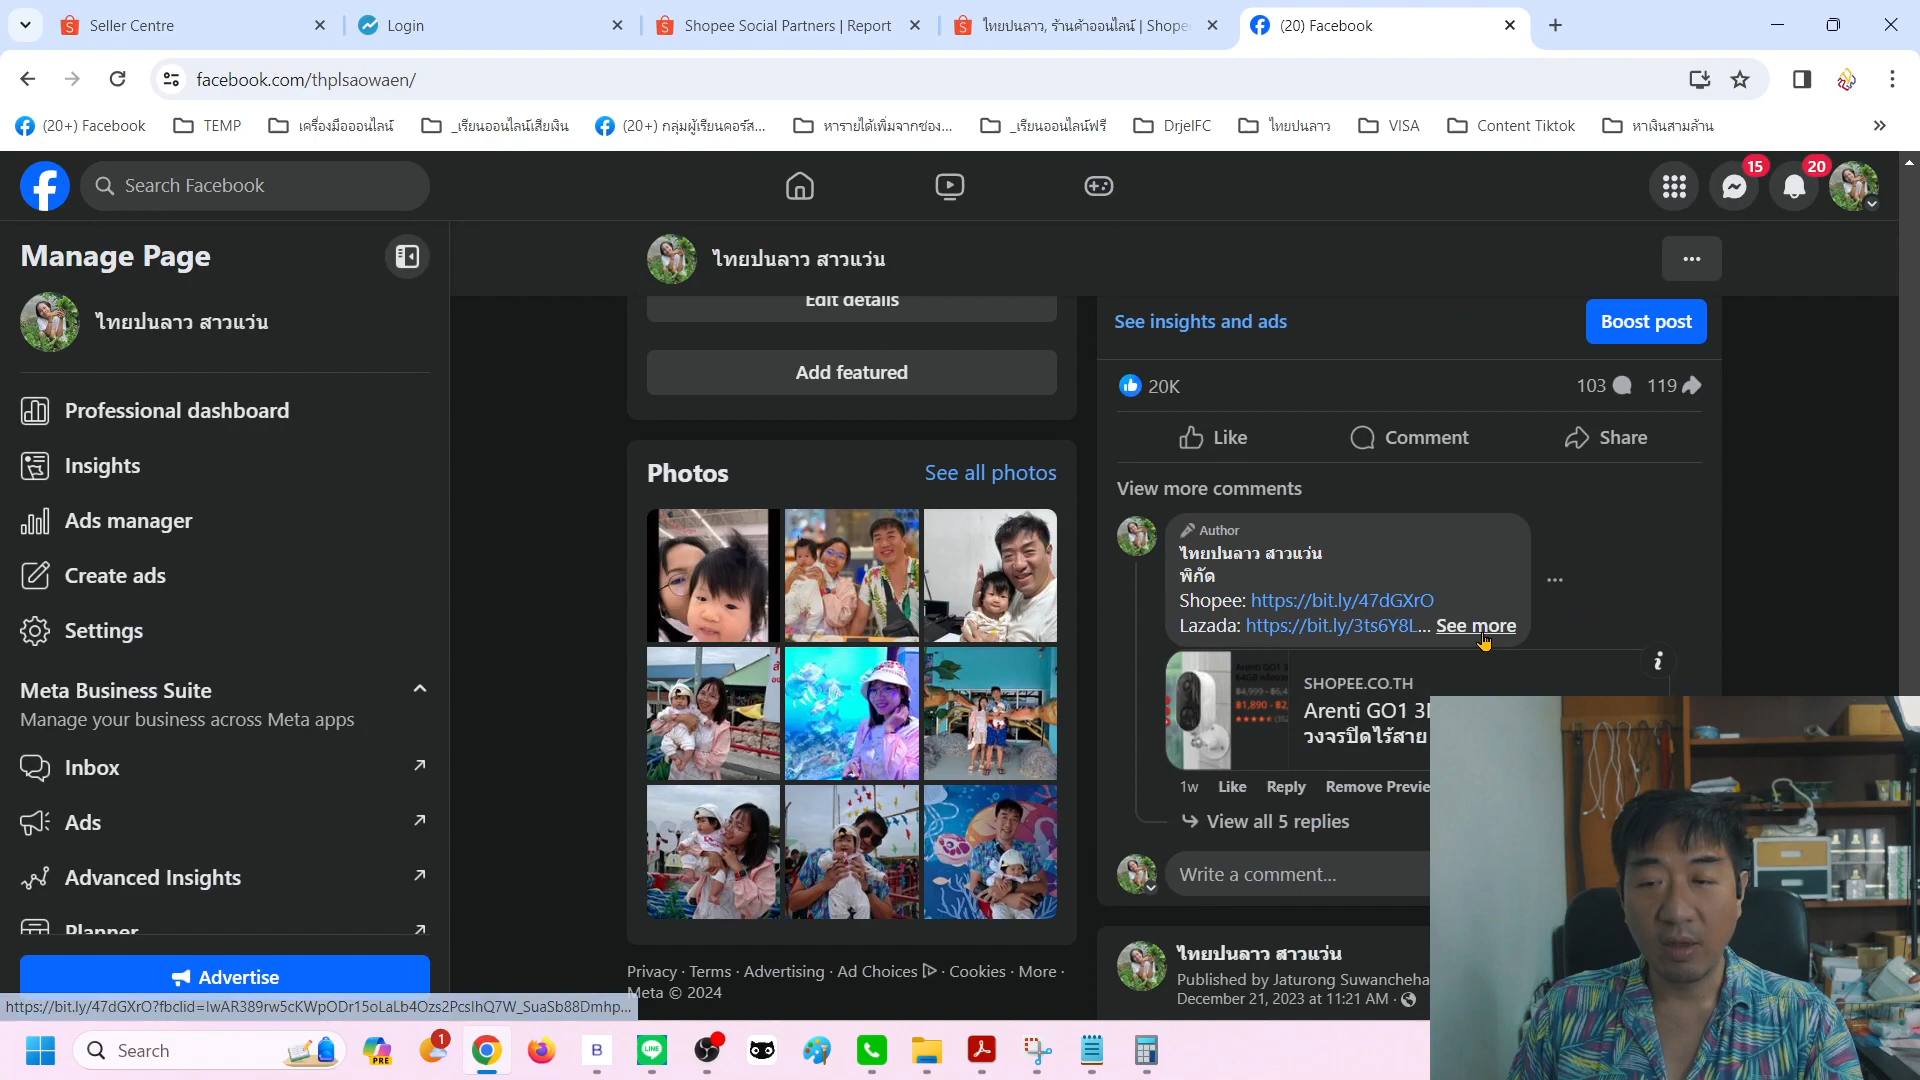 Seller Centre
Login
Shopee Social Partners | Report
ไทยปนลาว, ร้านค้าออนไลน์ | Shope
(20) Facebook
facebook.com/thplsaowaen/
(20+) Facebook
TEMP
เครื่องมือออนไลน์
_เรียนออนไลน์เสียเงิน
(20+) กลุ่มผู้เรียนคอร์ส...
หารายได้เพิ่มจากช่อง...
_เรียนออนไลน์ฟรี
DrjelFC
ไทยปนลาว
VISA
Content Tiktok
หาเงินสามล้าน
Search Facebook
15
20
Manage Page
ไทยปนลาว สาวแว่น
Professional dashboard
Insights
Ads manager
Create ads
Settings
Meta Business Suite
Manage your business across Meta apps
Inbox
Ads
Advanced Insights
Planner
Advertise
https://bit.ly/47dGXrO?fbclid=IwAR389rw5cKWpODr15oLaLb4Ozs2PcsIhQ7W_SuaSb88Dmhp...
ไทยปนลาว สาวแว่น
Edit details
Add featured
Photos
See all photos
Privacy · Terms · Advertising · Ad Choices · Cookies · More ·
Meta © 2024
See insights and ads
Boost post
20K
103
119
Like
Comment
Share
View more comments
Author
ไทยปนลาว สาวแว่น
พิกัด
Shopee: https://bit.ly/47dGXrO
Lazada: https://bit.ly/3ts6Y8L... See more
SHOPEE.CO.TH
Arenti GO1 3
วงจรปิดไร้สาย
1w Like Reply Remove Previe
View all 5 replies
Write a comment...
ไทยปนลาว สาวแว่น
Published by Jaturong Suwancheha
December 21, 2023 at 11:21 AM ·
Search
PRE
1
B
LINE